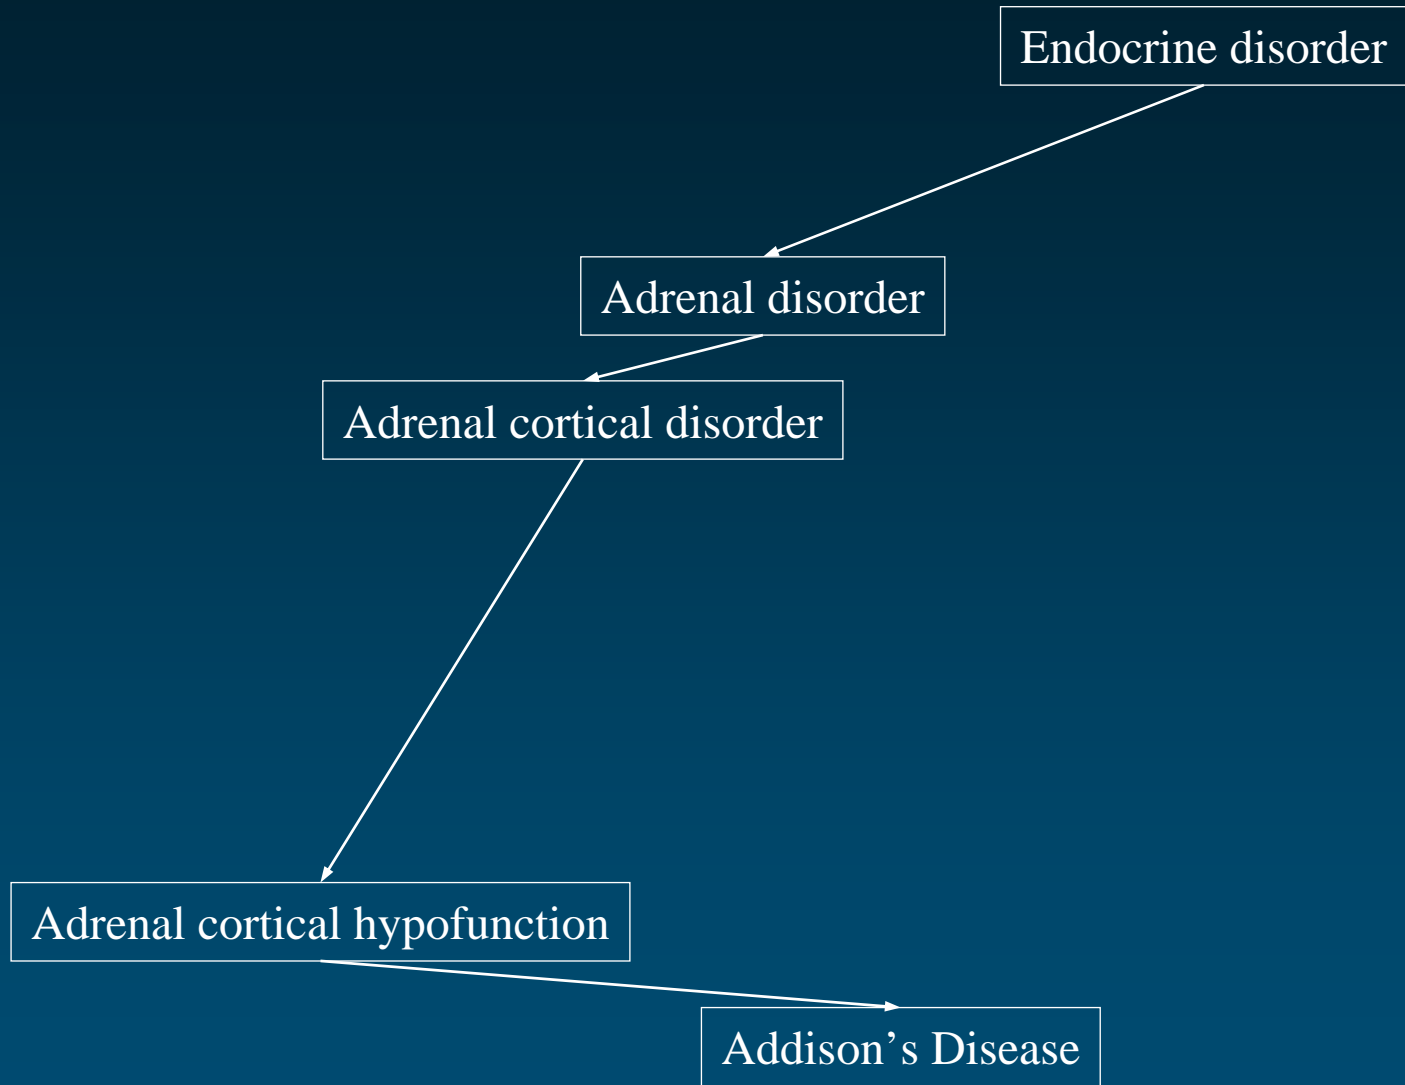 Endocrine disorder
Adrenal disorder
Adrenal cortical disorder
Adrenal cortical hypofunction
Addison’s Disease